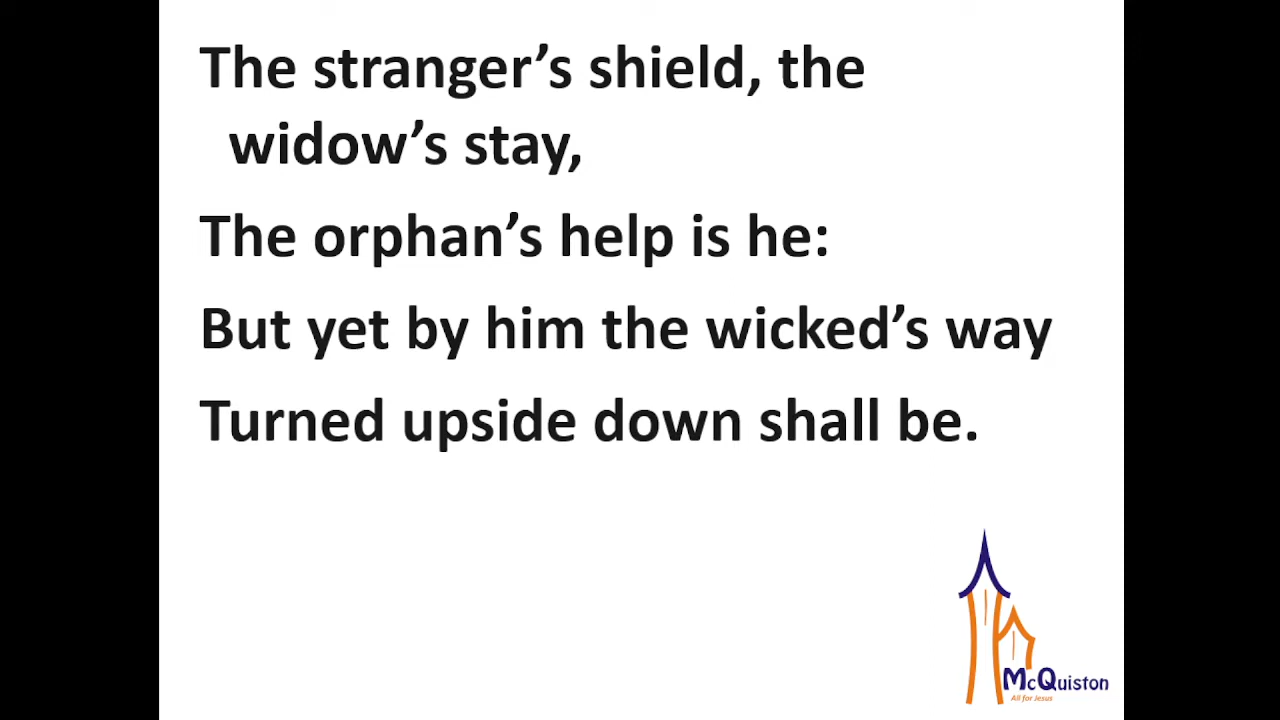 The stranger’s shield, the
widow’s stay,
The orphan’s help is he:
But yet by him the wicked’s way
Turned upside down shall be.
McQuiston
All for Jesus